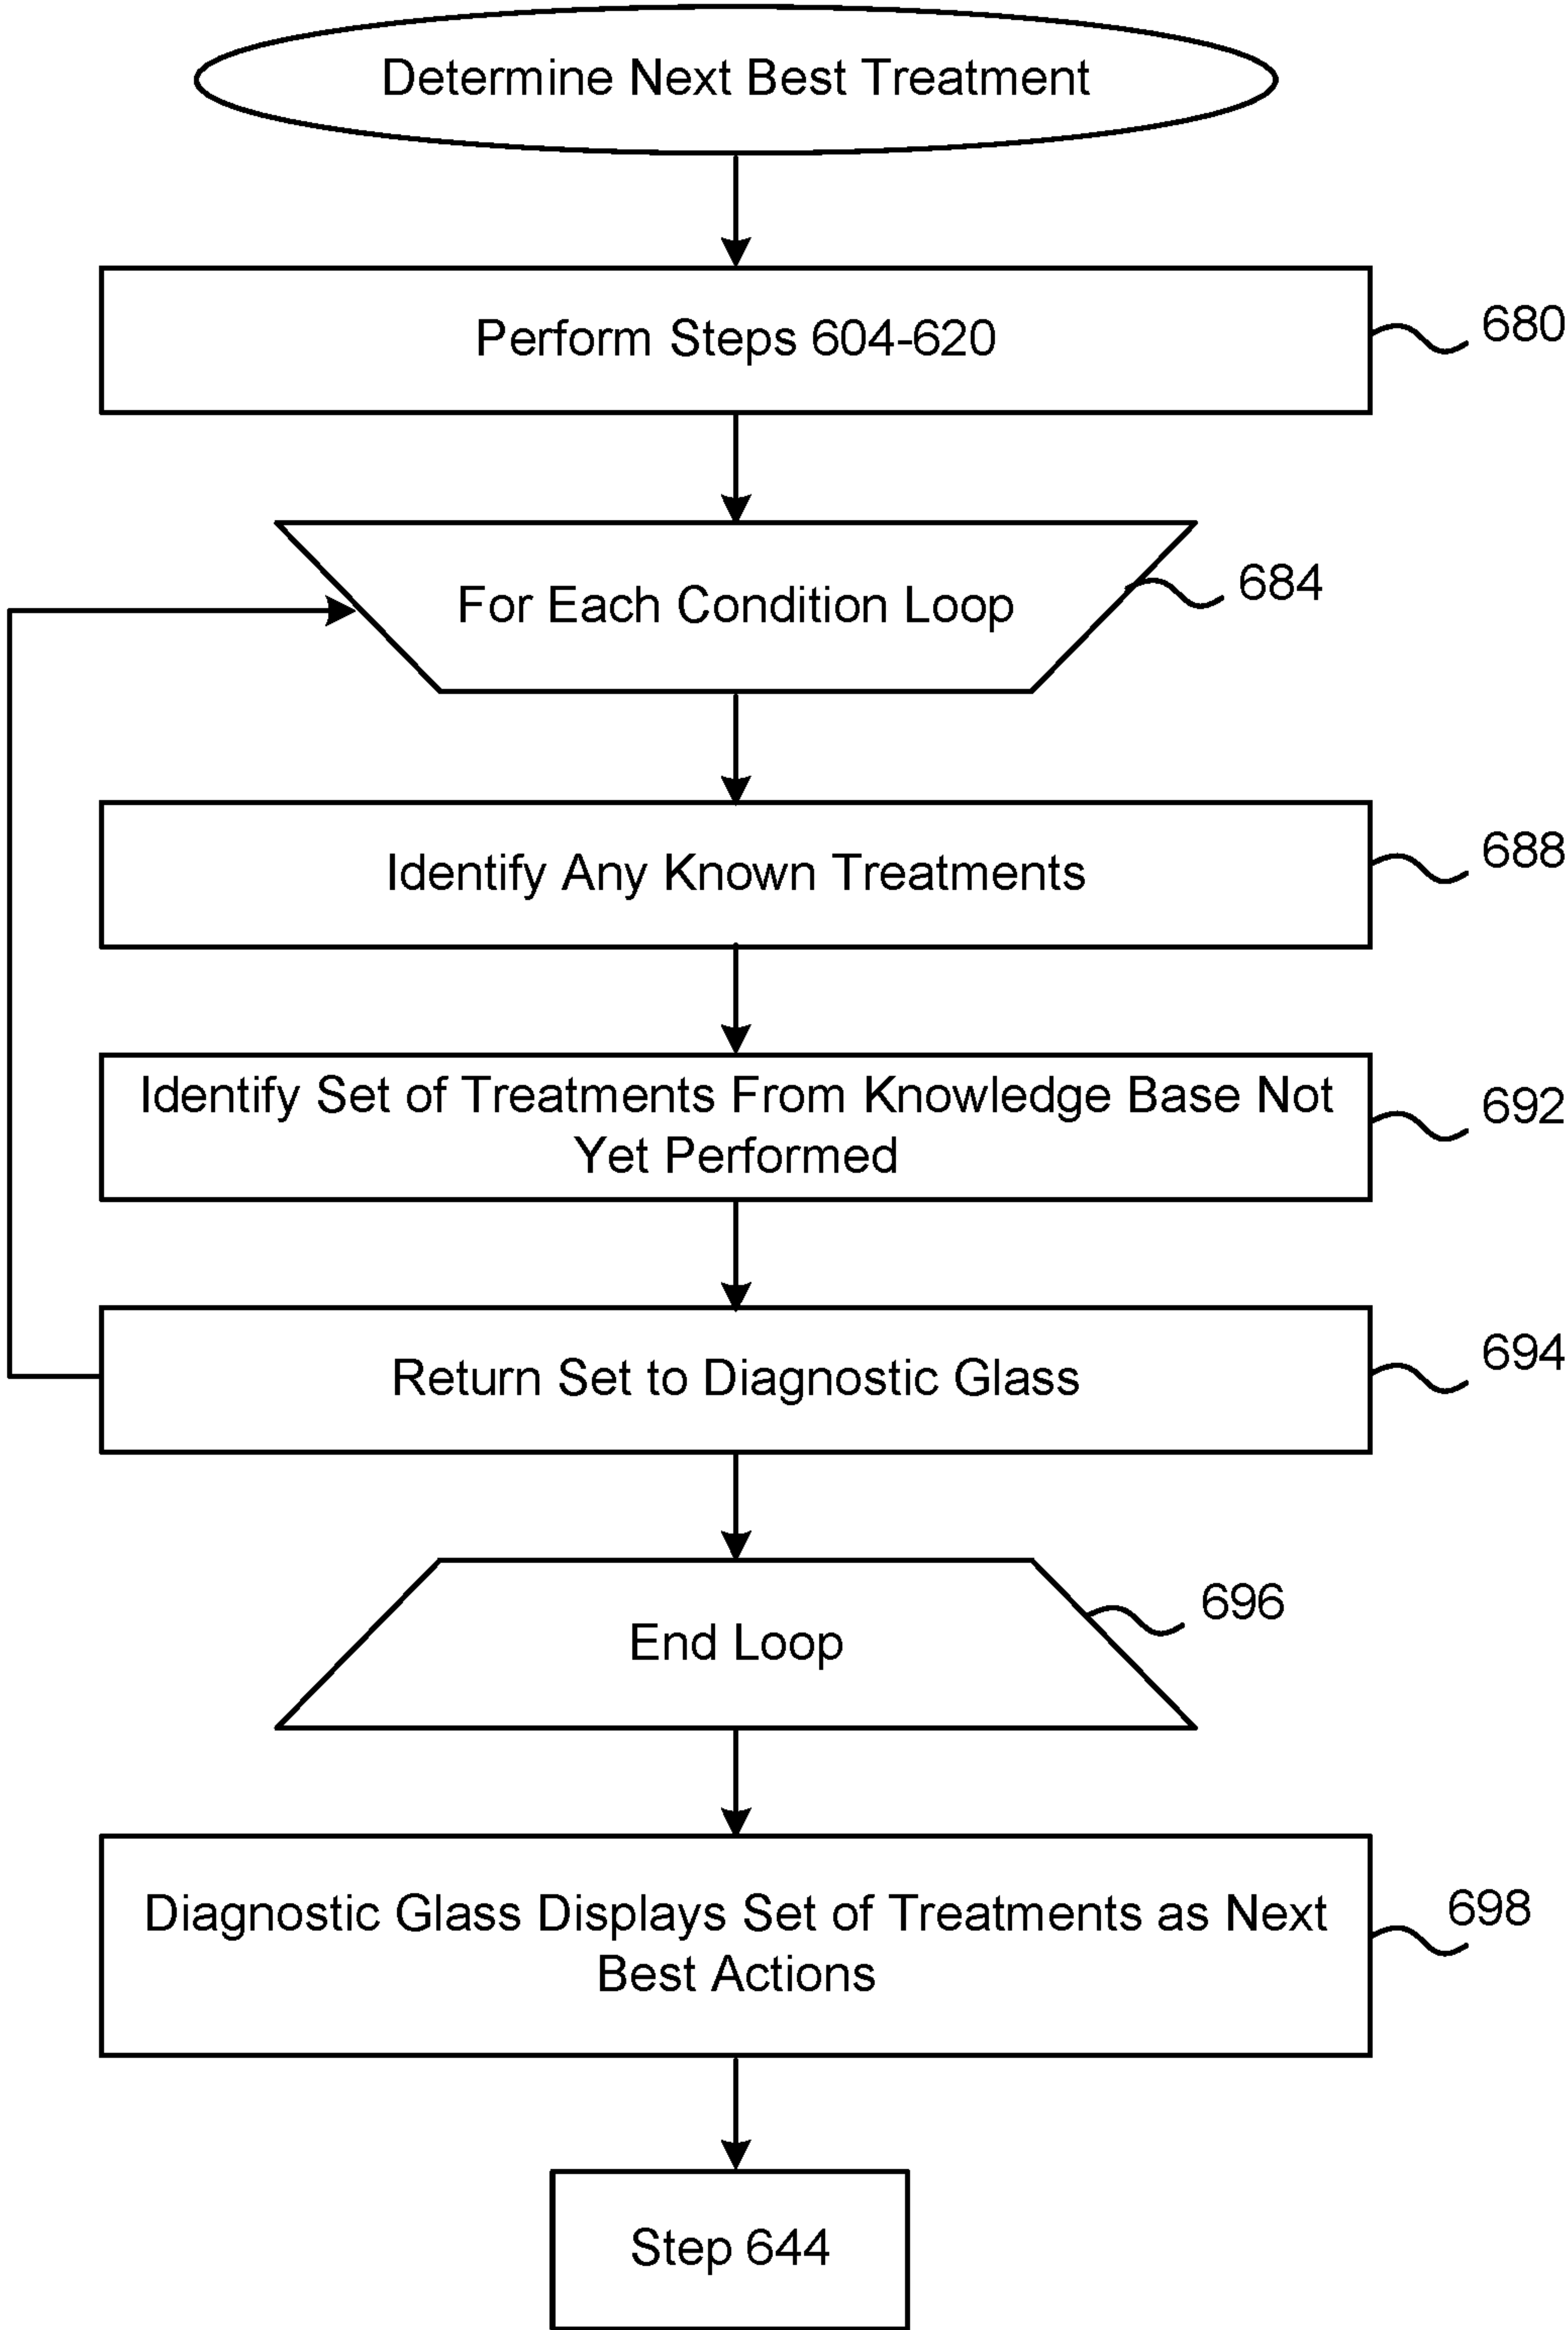 Determine Next Best Treatment
Perform Steps 604-620
680
For Each Condition Loop
684
Identify Any Known Treatments
688
Identify Set of Treatments From Knowledge Base Not
Yet Performed
692
Return Set to Diagnostic Glass
694
End Loop
696
Diagnostic Glass Displays Set of Treatments as Next
Best Actions
698
Step 644